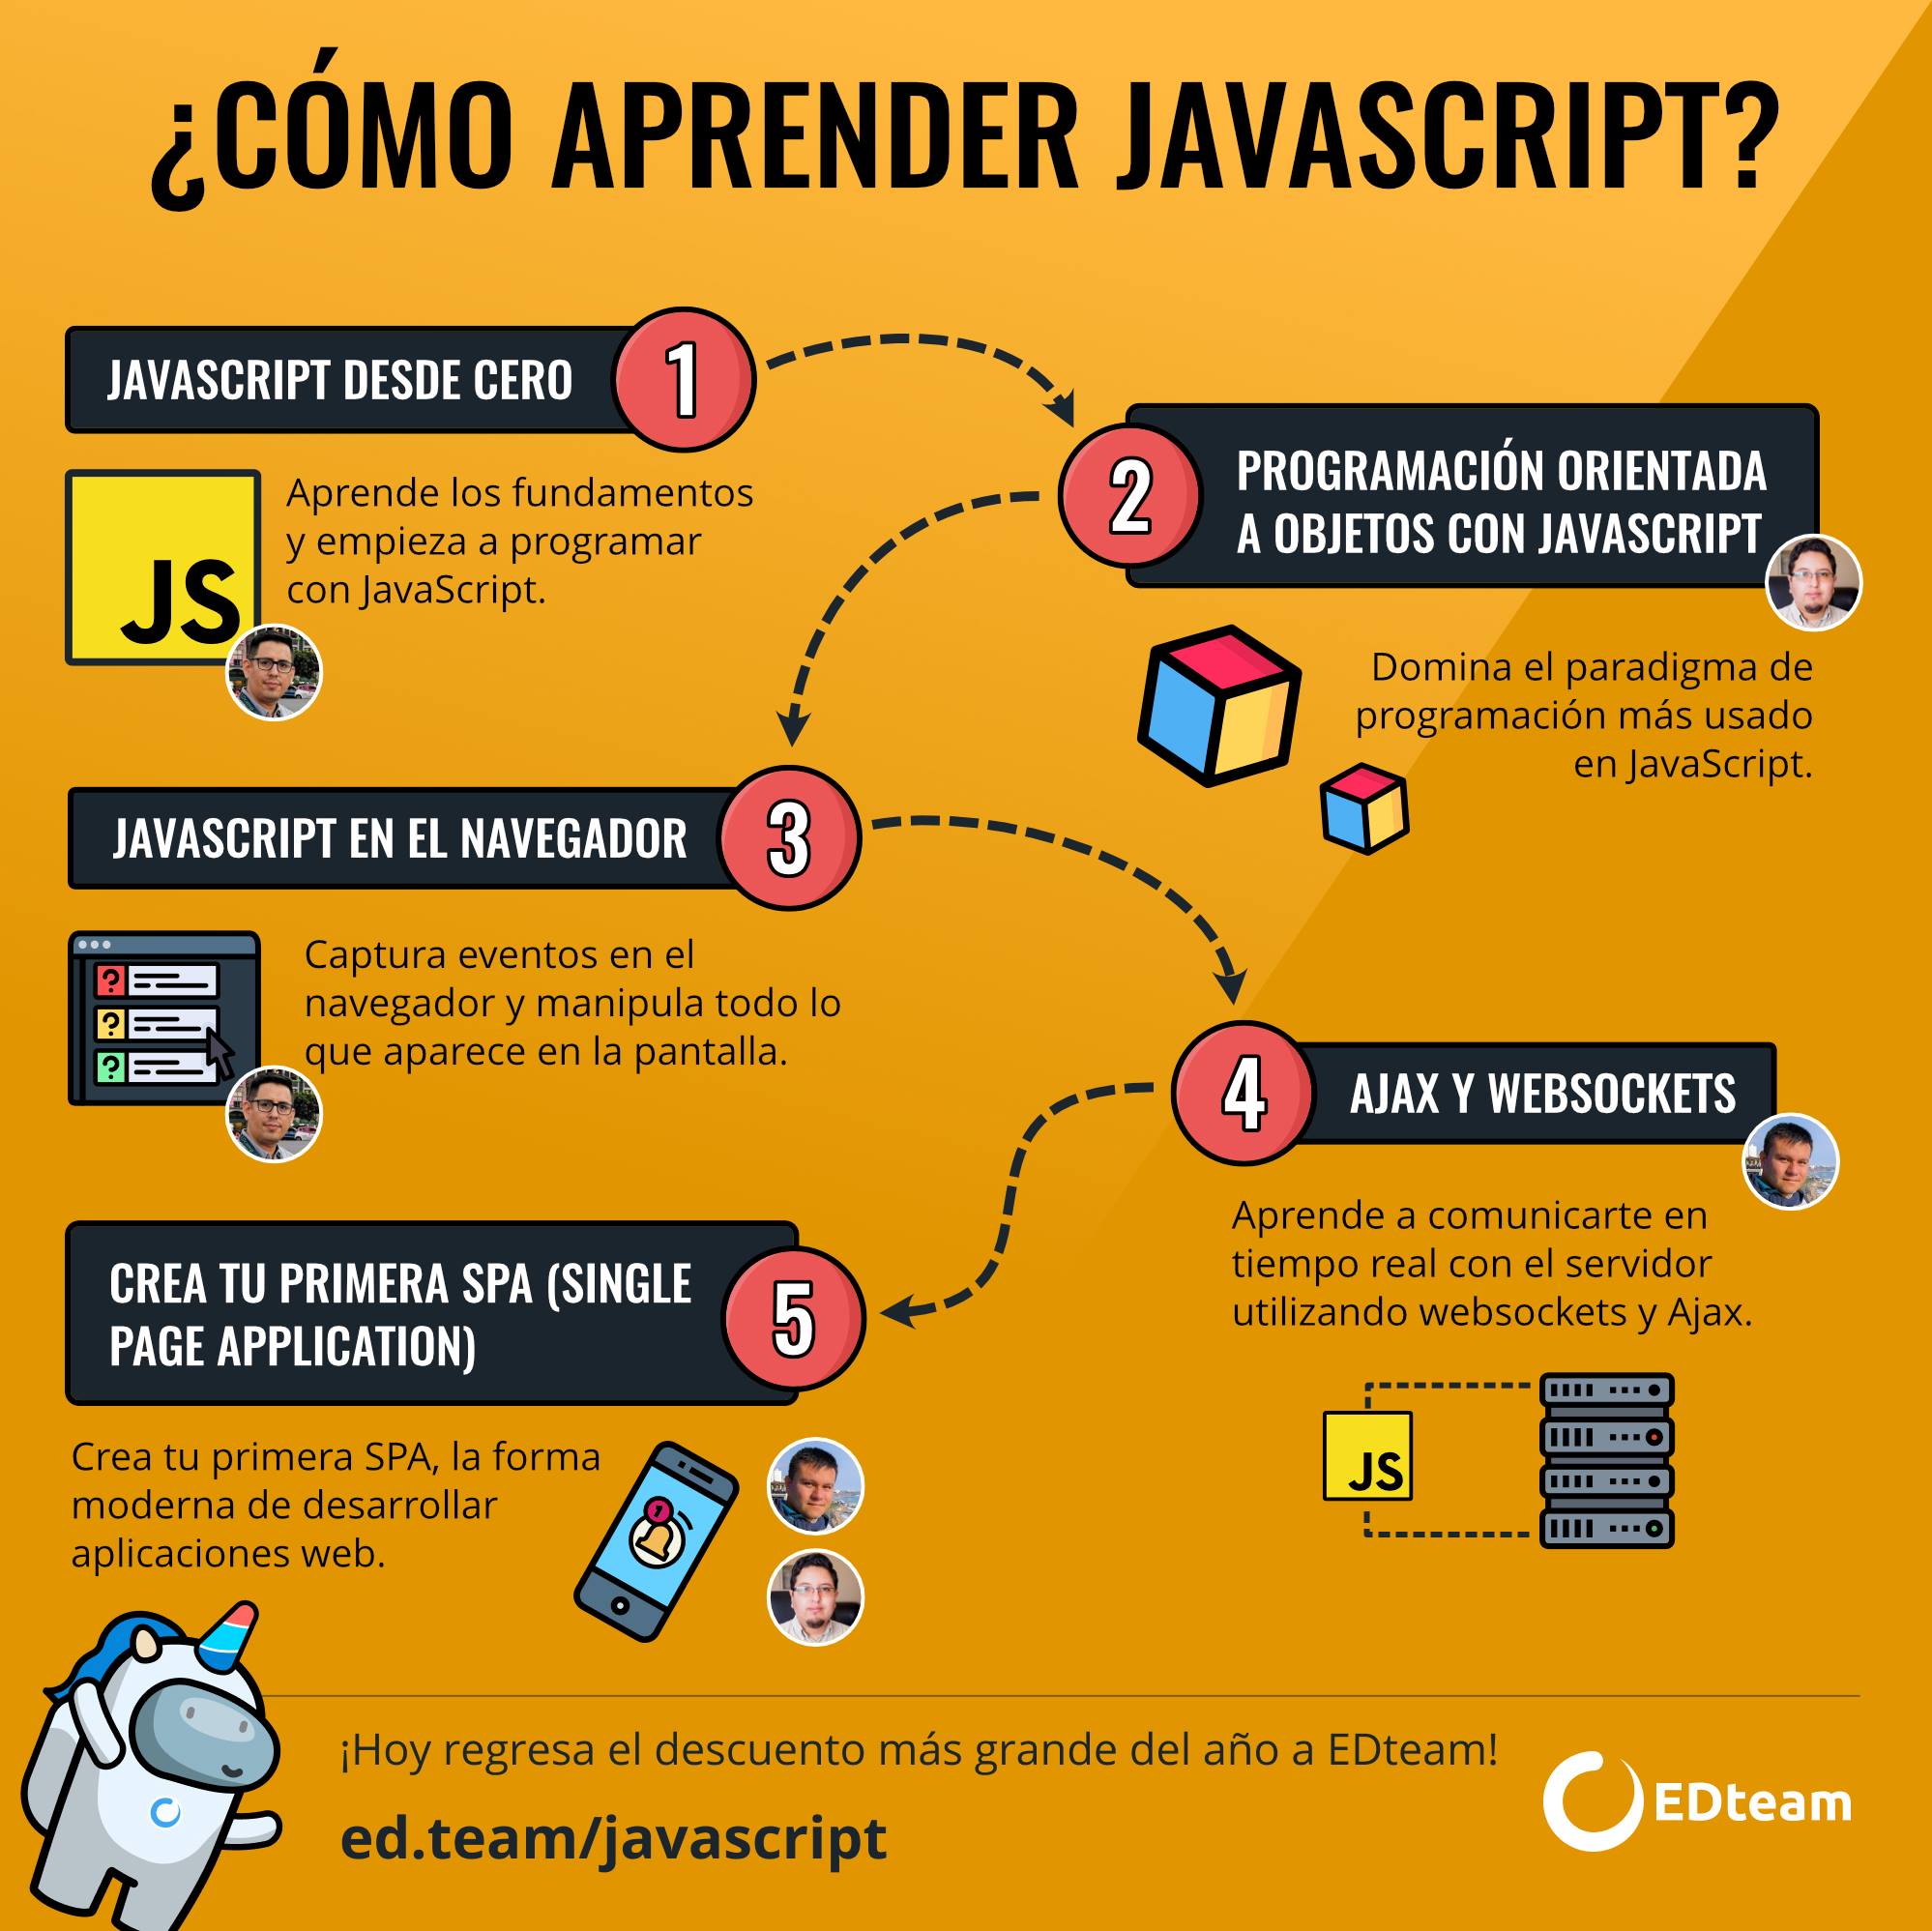 ¿CÓMO APRENDER JAVASCRIPT?
JAVASCRIPT DESDE CERO
1
JS
Aprende los fundamentos
y empieza a programar
con JavaScript.
2
PROGRAMACIÓN ORIENTADA
A OBJETOS CON JAVASCRIPT
Domina el paradigma de
programación más usado
en JavaScript.
JAVASCRIPT EN EL NAVEGADOR
3
?
?
?
Captura eventos en el
navegador y manipula todo lo
que aparece en la pantalla.
4
AJAX Y WEBSOCKETS
Aprende a comunicarte en
tiempo real con el servidor
utilizando websockets y Ajax.
JS
CREA TU PRIMERA SPA (SINGLE
PAGE APPLICATION)
5
Crea tu primera SPA, la forma
moderna de desarrollar
aplicaciones web.
¡Hoy regresa el descuento más grande del año a EDteam!
ed.team/javascript
EDteam